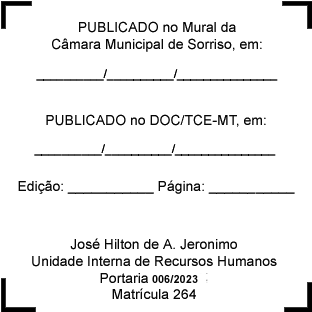 PUBLICADO no Mural da
Câmara Municipal de Sorriso, em:
_________/_________/_____________
PUBLICADO no DOC/TCE-MT, em:
_________/_________/_____________
Edição: ___________ Página: ___________
José Hilton de A. Jeronimo
Unidade Interna de Recursos Humanos
Portaria 006/2023
Matrícula 264